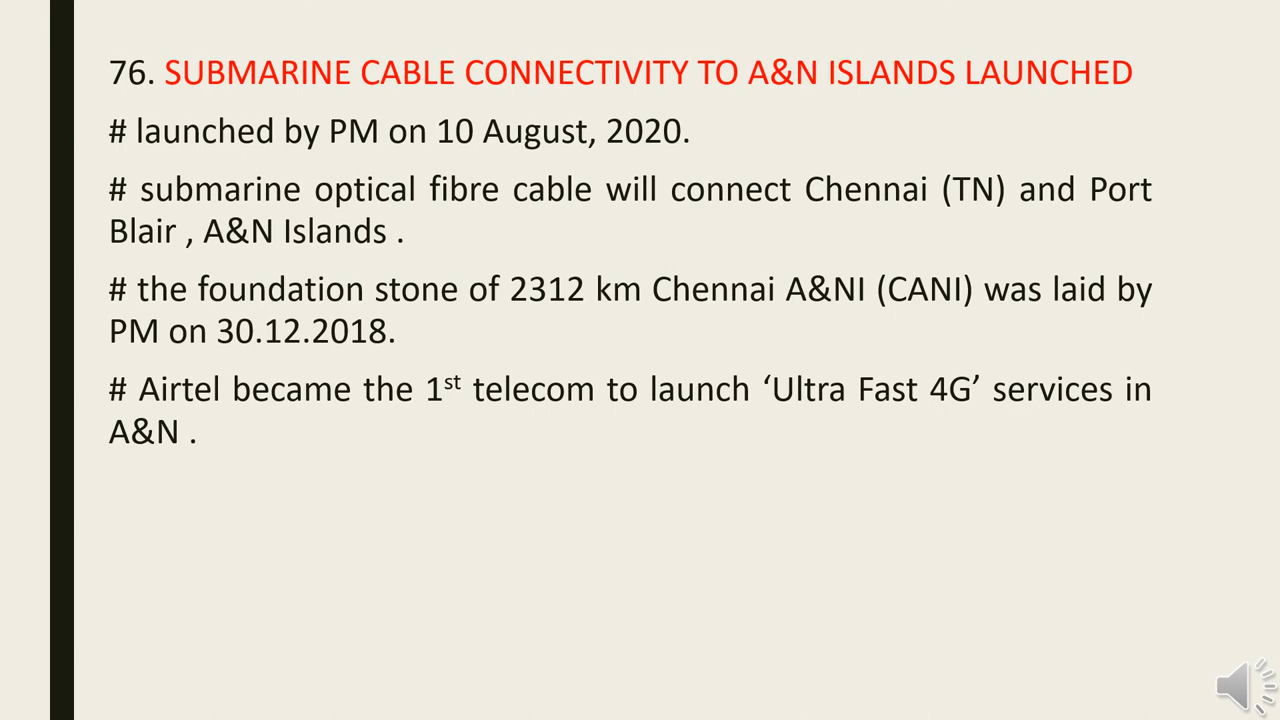 76. SUBMARINE CABLE CONNECTIVITY TO A&N ISLANDS LAUNCHED
# launched by PM on 10 August, 2020.
# submarine optical fibre cable will connect Chennai (TN) and Port
Blair , A&N Islands .
# the foundation stone of 2312 km Chennai A&NI (CANI) was laid by
PM on 30.12.2018.
# Airtel became the 1st telecom to launch ‘Ultra Fast 4G’ services in
A&N .